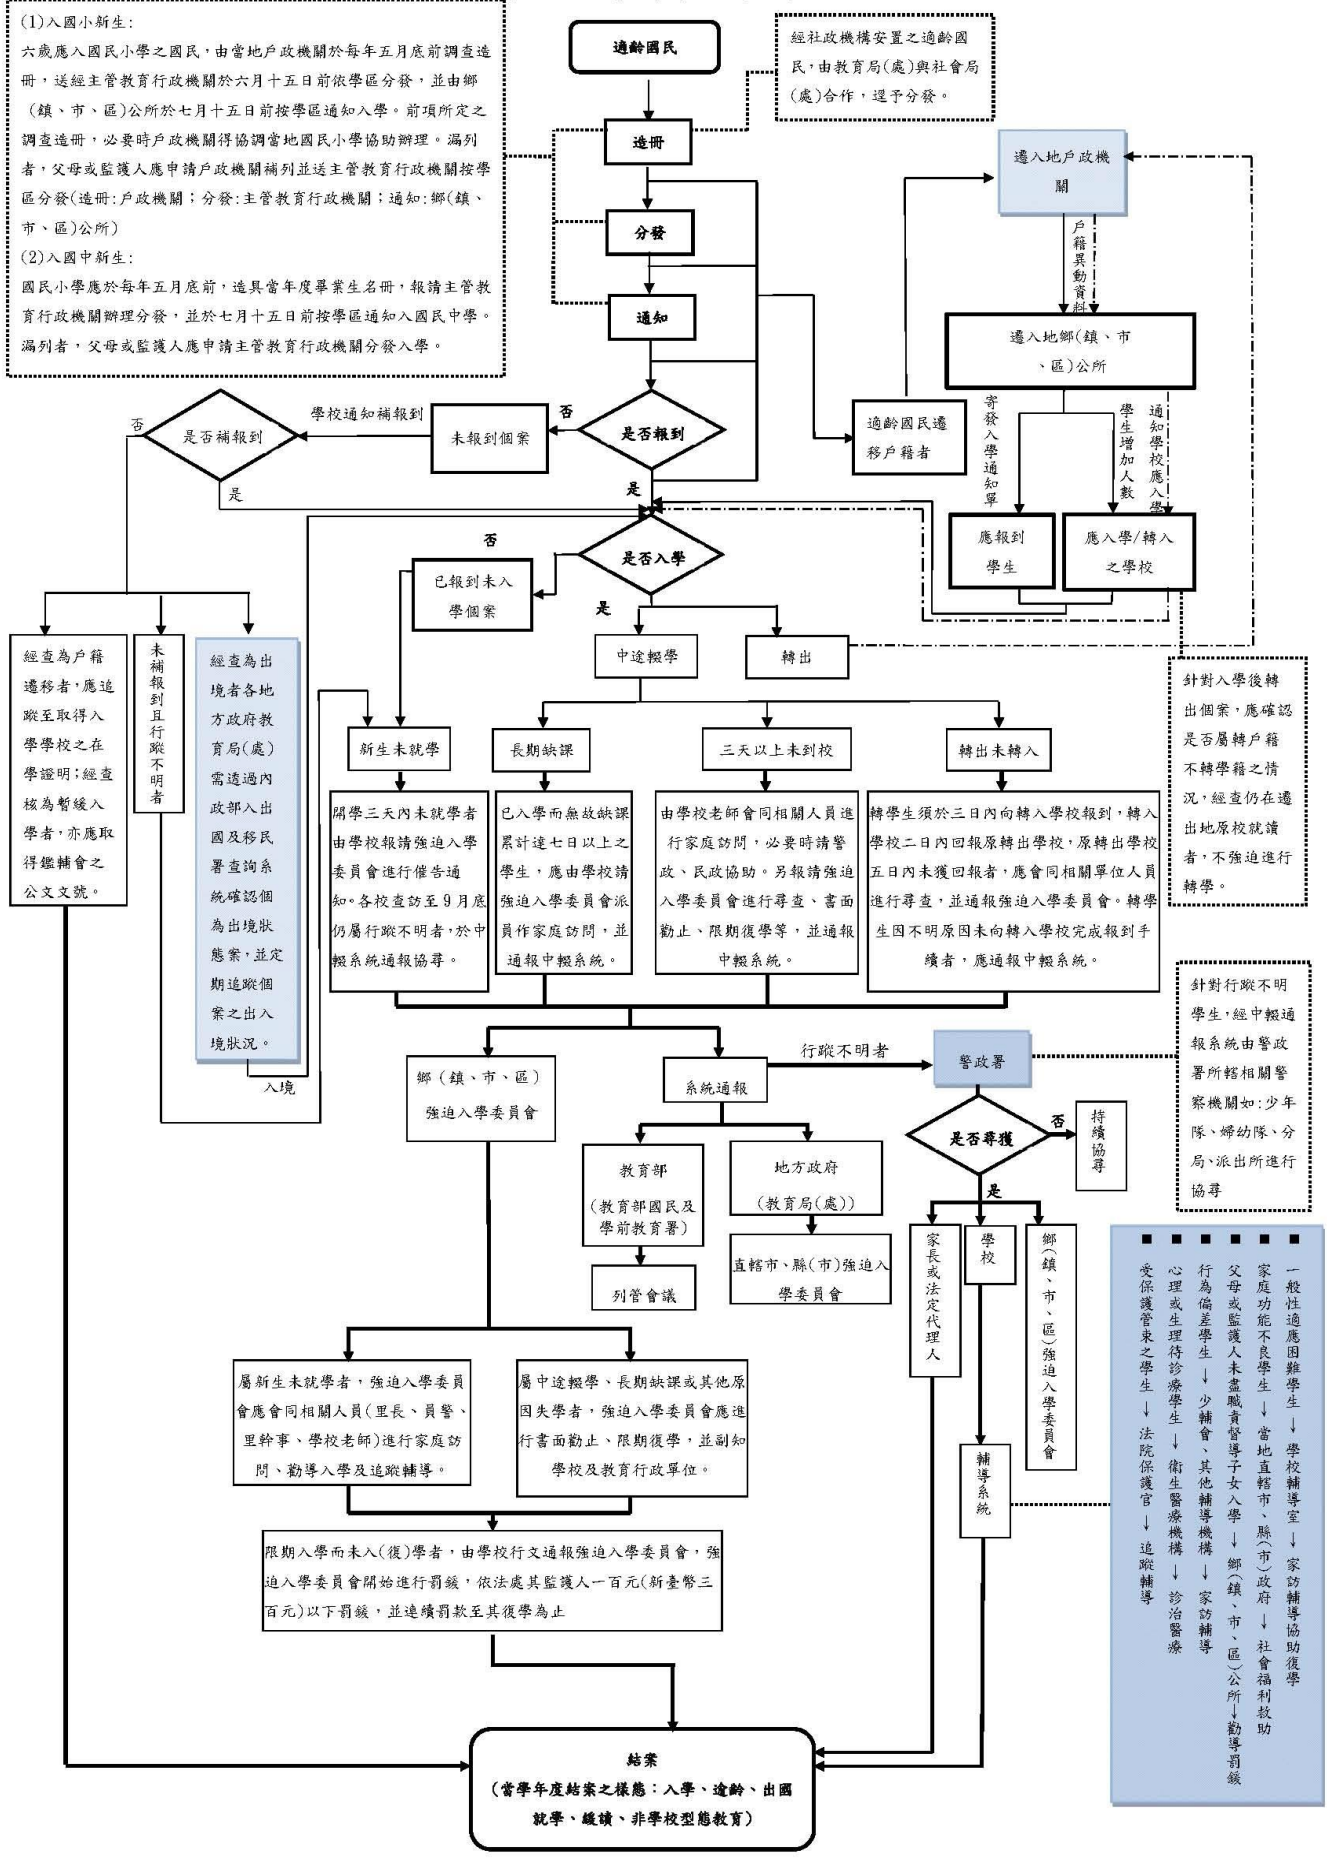 (1)入國小新生:
六歲應入國民小學之國民，由當地戶政機關於每年五月底前調查造
冊，送經主管教育行政機關於六月十五日前依學區分發，並由鄉
(鎮、市、區)公所於七月十五日前按學區通知入學。前項所定之
調查造冊，必要時戶政機關得協調當地國民小學協助辦理。漏列
者，父母或監護人應申請戶政機關補列並送主管教育行政機關按學
區分發(造冊:戶政機關；分發:主管教育行政機關；通知:鄉(鎮、
市、區)公所)
(2)入國中新生:
國民小學應於每年五月底前，造具當年度畢業生名冊，報請主管教
育行政機關辦理分發，並於七月十五日前按學區通知入國民中學。
漏列者，父母或監護人應申請主管教育行政機關分發入學。
適齡國民
經社政機構安置之適齡國
民，由教育局(處)與社會局
(處)合作，逕予分發。
造冊
分發
通知
遷入地戶政機
關
戶籍異動資料
遷入地鄉(鎮、市
、區)公所
寄發入學通知單
學生增加人數
通知學校應入學
應報到
學生
應入學/轉入
之學校
適齡國民遷
移戶籍者
是否報到
否
未報到個案
學校通知補報到
是否補報到
否
是
是
是否入學
否
已報到未入
學個案
是
中途輟學
轉出
經查為戶籍
遷移者，應追
蹤至取得入
學學校之在
學證明；經查
核為暫緩入
學者，亦應取
得鑑輔會之
公文文號。
未補報到且行蹤不明者
經查為出
境者各地
方政府教
育局(處)
需透過內
政部入出
國及移民
署查詢系
統確認個
為出境狀
態案，並定
期追蹤個
案之出入
境狀況。
入境
新生未就學
長期缺課
三天以上未到校
轉出未轉入
開學三天內未就學者
由學校報請強迫入學
委員會進行催告通
知。各校查訪至9月底
仍屬行蹤不明者，於中
輟系統通報協尋。
已入學而無故缺課
累計達七日以上之
學生，應由學校請
強迫入學委員會派
員作家庭訪問，並
通報中輟系統。
由學校老師會同相關人員進
行家庭訪問，必要時請警
政、民政協助。另報請強迫
入學委員會進行尋查、書面
勸止、限期復學等，並通報
中輟系統。
轉學生須於三日內向轉入學校報到，轉入
學校二日內回報原轉出學校，原轉出學校
五日內未獲回報者，應會同相關單位人員
進行尋查，並通報強迫入學委員會。轉學
生因不明原因未向轉入學校完成報到手
續者，應通報中輟系統。
針對入學後轉
出個案，應確認
是否屬轉戶籍
不轉學籍之情
況，經查仍在遷
出地原校就讀
者，不強迫進行
轉學。
鄉(鎮、市、區)
強迫入學委員會
系統通報
行蹤不明者
警政署
針對行蹤不明
學生，經中輟通
報系統由警政
署所轄相關警
察機關如:少年
隊、婦幼隊、分
局、派出所進行
協尋
是否尋獲
否
持續協尋
是
教育部
(教育部國民及
學前教育署)
地方政府
(教育局(處))
列管會議
直轄市、縣(市)強迫入
學委員會
家長或法定代理人
學校
鄉(鎮、市、區)強迫入學委員會
輔導系統
■ 一般性適應困難學生→學校輔導室→家訪輔導協助復學
■ 家庭功能不良學生→當地直轄市、縣(市)政府→社會福利救助
■ 父母或監護人未盡職責督導子女入學→鄉(鎮、市、區)公所→勸導罰鍰
■ 行為偏差學生→少輔會、其他輔導機構→家訪輔導
■ 心理或生理待診療學生→衛生醫療機構→診治醫療
■ 受保護管束之學生→法院保護官→追蹤輔導
屬新生未就學者，強迫入學委員
會應會同相關人員(里長、員警、
里幹事、學校老師)進行家庭訪
問、勸導入學及追蹤輔導。
屬中途輟學、長期缺課或其他原
因失學者，強迫入學委員會應進
行書面勸止、限期復學，並副知
學校及教育行政單位。
限期入學而未入(復)學者，由學校行文通報強迫入學委員會，強
迫入學委員會開始進行罰鍰，依法處其監護人一百元(新臺幣三
百元)以下罰鍰，並連續罰款至其復學為止
結案
(當學年度結案之樣態：入學、逾齡、出國
就學、緩讀、非學校型態教育)